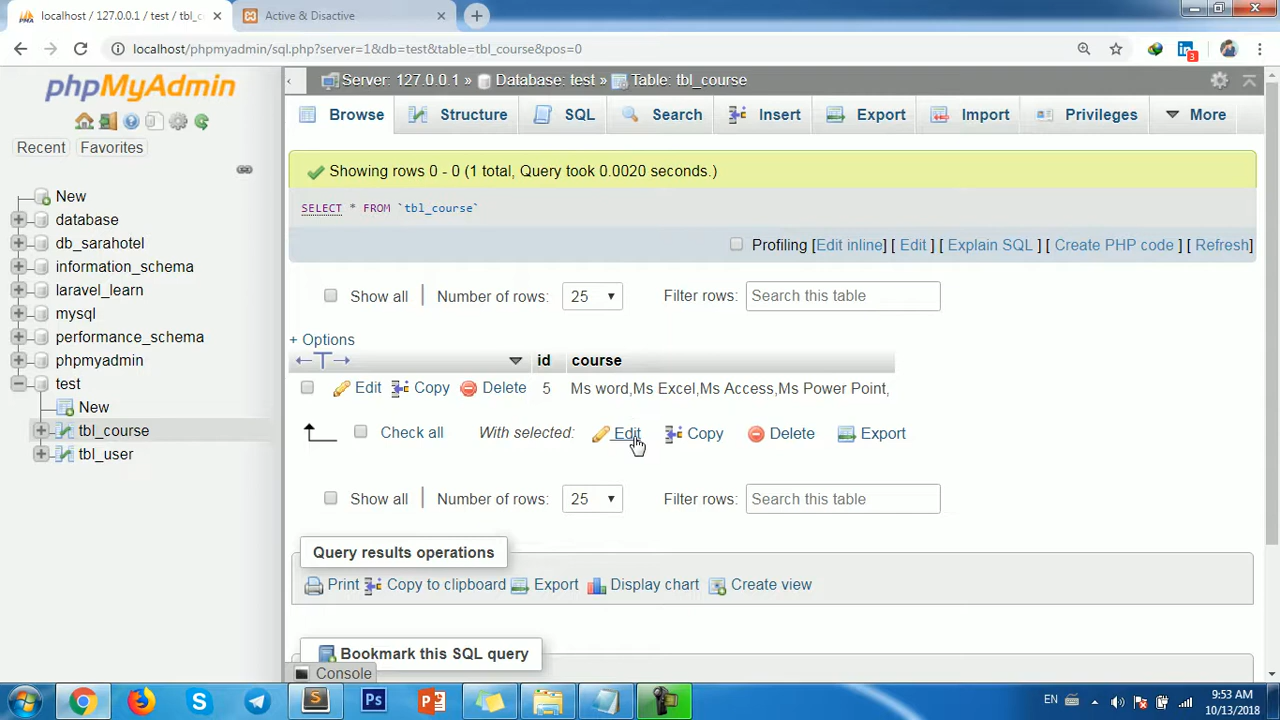 localhost / 127.0.0.1 / test / tbl_c
Active & Disactive
localhost/phpmyadmin/sql.php?server=1&db=test&table=tbl_course&pos=0
3
phpMyAdmin
Recent Favorites
New
database
db_sarahotel
information_schema
laravel_learn
mysql
performance_schema
phpmyadmin
test
New
tbl_course
tbl_user
Server: 127.0.0.1 » Database: test » Table: tbl_course
Browse Structure SQL Search Insert Export Import Privileges More
Showing rows 0 - 0 (1 total, Query took 0.0020 seconds.)
SELECT * FROM `tbl_course`
Profiling [Edit inline] [ Edit ] [ Explain SQL ] [ Create PHP code ] [ Refresh]
Show all Number of rows: 25 Filter rows: Search this table
+ Options
←T→ id course
Edit Copy Delete 5 Ms word,Ms Excel,Ms Access,Ms Power Point,
Check all With selected: Edit Copy Delete Export
Show all Number of rows: 25 Filter rows: Search this table
Query results operations
Print Copy to clipboard Export Display chart Create view
Bookmark this SQL query
Console
EN
9:53 AM
10/13/2018